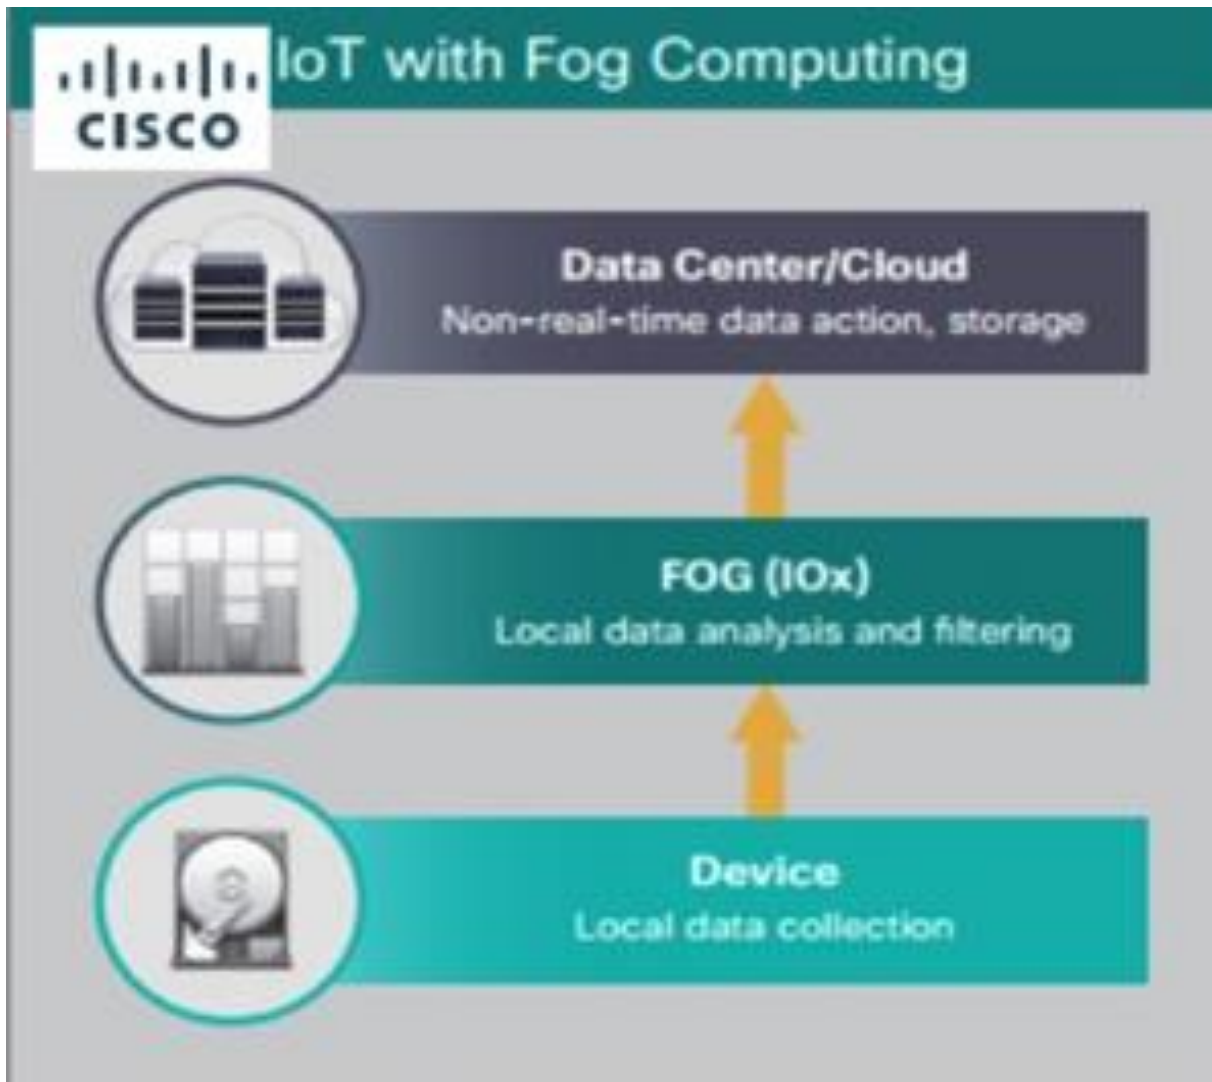 CISCO
IoT with Fog Computing
Data Center/Cloud
Non-real-time data action, storage
FOG (IOx)
Local data analysis and filtering
Device
Local data collection